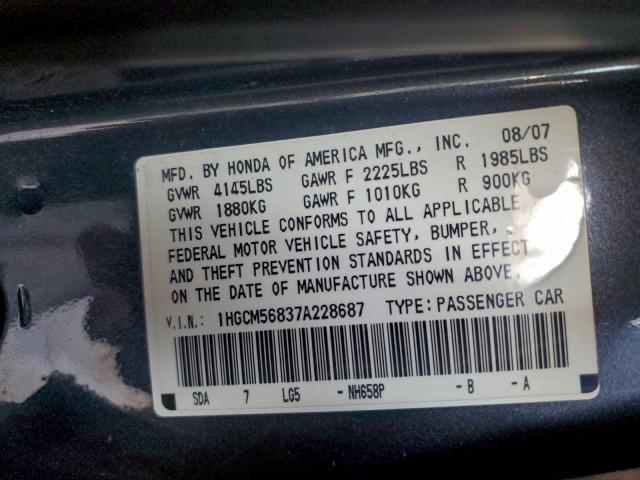 MFD. BY HONDA OF AMERICA MFG., INC. 08/07
GVWR 4145LBS GAWR F 2225LBS R 1985LBS
GVWR 1880KG GAWR F 1010KG R 900KG
THIS VEHICLE CONFORMS TO ALL APPLICABLE
FEDERAL MOTOR VEHICLE SAFETY, BUMPER,
AND THEFT PREVENTION STANDARDS IN EFFECT
ON THE DATE OF MANUFACTURE SHOWN ABOVE.
V.I.N.: 1HGCM56837A228687 TYPE:PASSENGER CAR
SDA 7 LG5 -NH658P -B -A